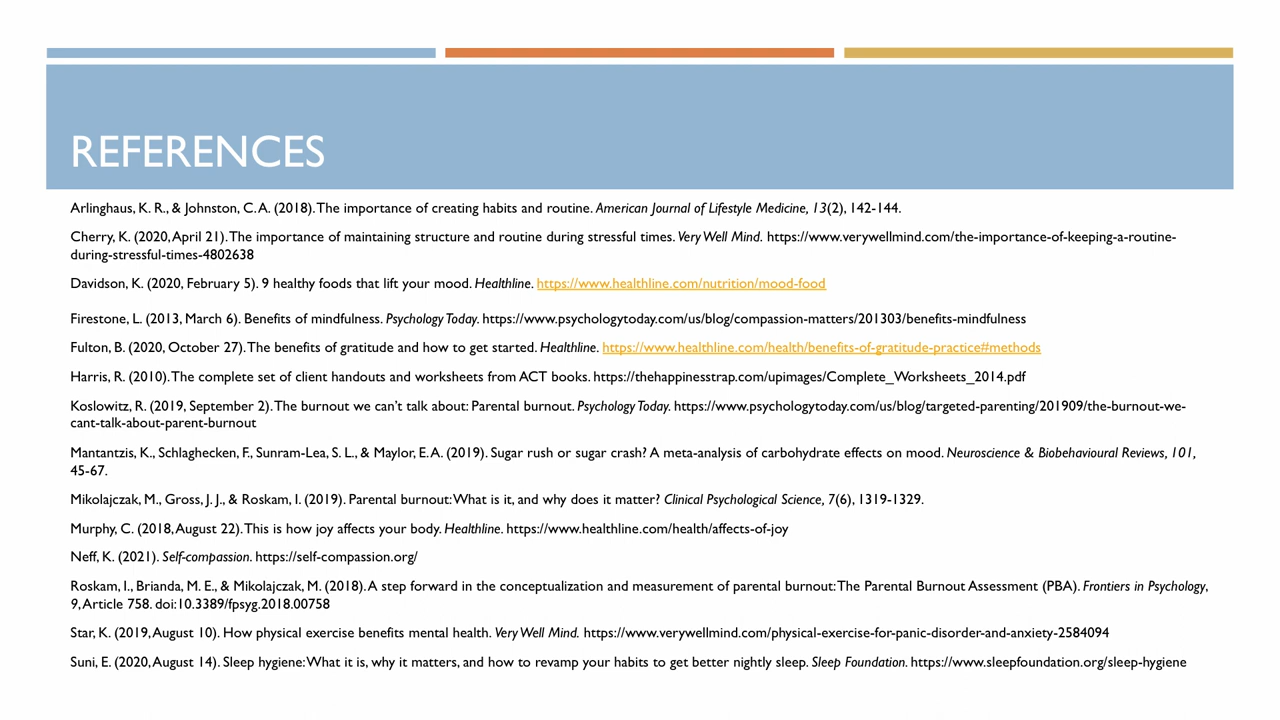 REFERENCES
Arlinghaus, K. R., & Johnston, C. A. (2018). The importance of creating habits and routine. American Journal of Lifestyle Medicine, 13(2), 142-144.
Cherry, K. (2020, April 21). The importance of maintaining structure and routine during stressful times. Very Well Mind. https://www.verywellmind.com/the-importance-of-keeping-a-routine-
during-stressful-times-4802638
Davidson, K. (2020, February 5). 9 healthy foods that lift your mood. Healthline. https://www.healthline.com/nutrition/mood-food
Firestone, L. (2013, March 6). Benefits of mindfulness. Psychology Today. https://www.psychologytoday.com/us/blog/compassion-matters/201303/benefits-mindfulness
Fulton, B. (2020, October 27). The benefits of gratitude and how to get started. Healthline. https://www.healthline.com/health/benefits-of-gratitude-practice#methods
Harris, R. (2010). The complete set of client handouts and worksheets from ACT books. https://thehappinesstrap.com/upimages/Complete_Worksheets_2014.pdf
Koslowitz, R. (2019, September 2). The burnout we can't talk about: Parental burnout. Psychology Today. https://www.psychologytoday.com/us/blog/targeted-parenting/201909/the-burnout-we-
cant-talk-about-parent-burnout
Mantantzis, K., Schlaghecken, F., Sunram-Lea, S. L., & Maylor, E. A. (2019). Sugar rush or sugar crash? A meta-analysis of carbohydrate effects on mood. Neuroscience & Biobehavioural Reviews, 101,
45-67.
Mikolajczak, M., Gross, J. J., & Roskam, I. (2019). Parental burnout: What is it, and why does it matter? Clinical Psychological Science, 7(6), 1319-1329.
Murphy, C. (2018, August 22). This is how joy affects your body. Healthline. https://www.healthline.com/health/affects-of-joy
Neff, K. (2021). Self-compassion. https://self-compassion.org/
Roskam, I., Brianda, M. E., & Mikolajczak, M. (2018). A step forward in the conceptualization and measurement of parental burnout: The Parental Burnout Assessment (PBA). Frontiers in Psychology,
9, Article 758. doi:10.3389/fpsyg.2018.00758
Star, K. (2019, August 10). How physical exercise benefits mental health. Very Well Mind. https://www.verywellmind.com/physical-exercise-for-panic-disorder-and-anxiety-2584094
Suni, E. (2020, August 14). Sleep hygiene: What it is, why it matters, and how to revamp your habits to get better nightly sleep. Sleep Foundation. https://www.sleepfoundation.org/sleep-hygiene